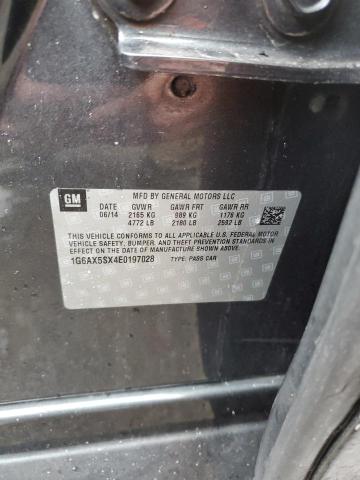 GM
MFD BY GENERAL MOTORS LLC
DATE GVWR GAWR FRT GAWR RR
06/14 2165 KG 989 KG 1176 KG
4772 LB 2180 LB 2592 LB
THIS VEHICLE CONFORMS TO ALL APPLICABLE U.S. FEDERAL MOTOR
VEHICLE SAFETY, BUMPER, AND THEFT PREVENTION STANDARDS
IN EFFECT ON THE DATE OF MANUFACTURE SHOWN ABOVE.
1G6AX5SX4E0197028 TYPE: PASS CAR